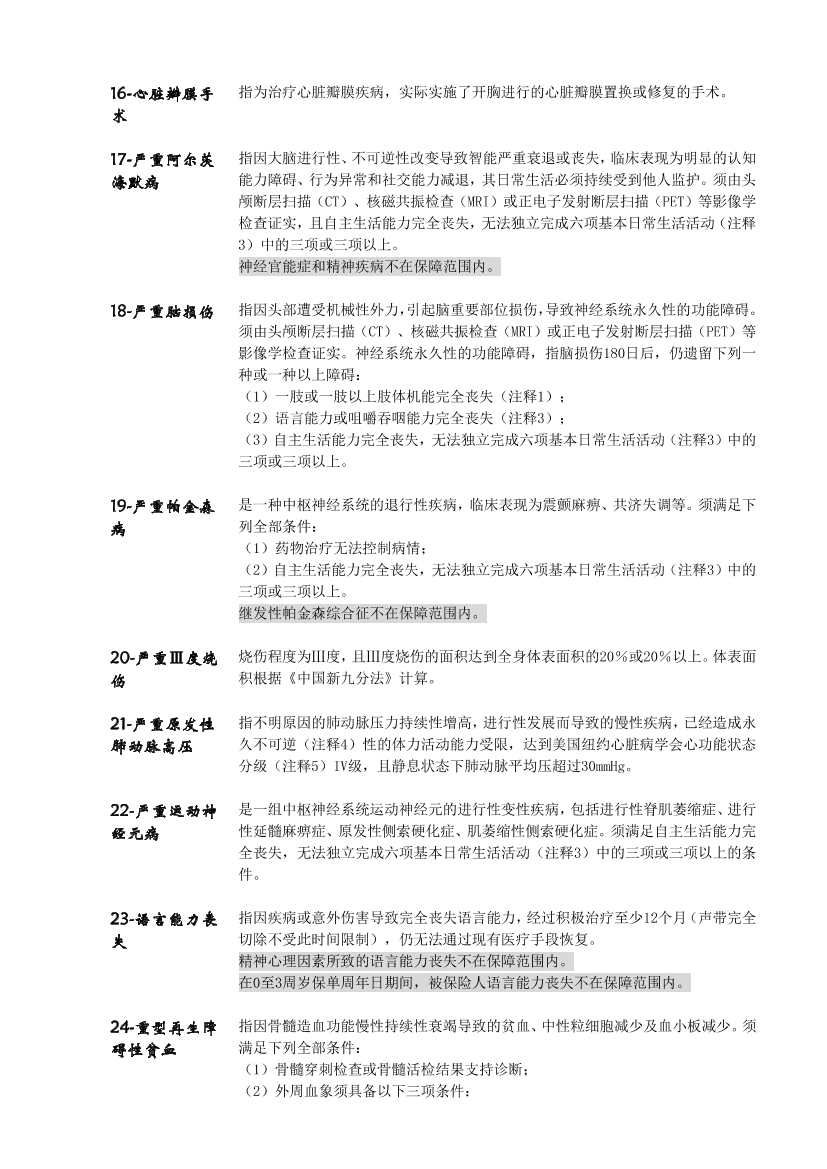 16-心脏瓣膜手
术
指为治疗心脏瓣膜疾病，实际实施了开胸进行的心脏瓣膜置换或修复的手术。
17-严重阿尔茨
海默病
指因大脑进行性、不可逆性改变导致智能严重衰退或丧失，临床表现为明显的认知
能力障碍、行为异常和社交能力减退，其日常生活必须持续受到他人监护。须由头
颅断层扫描（CT）、核磁共振检查（MRI）或正电子发射断层扫描（PET）等影像学
检查证实，且自主生活能力完全丧失，无法独立完成六项基本日常生活活动（注释
3）中的三项或三项以上。
神经官能症和精神疾病不在保障范围内。
18-严重脑损伤
指因头部遭受机械性外力，引起脑重要部位损伤，导致神经系统永久性的功能障碍。
须由头颅断层扫描（CT）、核磁共振检查（MRI）或正电子发射断层扫描（PET）等
影像学检查证实。神经系统永久性的功能障碍，指脑损伤180日后，仍遗留下列一
种或一种以上障碍：
（1）一肢或一肢以上肢体机能完全丧失（注释1）；
（2）语言能力或咀嚼吞咽能力完全丧失（注释3）；
（3）自主生活能力完全丧失，无法独立完成六项基本日常生活活动（注释3）中的
三项或三项以上。
19-严重帕金森
病
是一种中枢神经系统的退行性疾病，临床表现为震颤麻痹、共济失调等。须满足下
列全部条件：
（1）药物治疗无法控制病情；
（2）自主生活能力完全丧失，无法独立完成六项基本日常生活活动（注释3）中的
三项或三项以上。
继发性帕金森综合征不在保障范围内。
20-严重Ⅲ度烧
伤
烧伤程度为Ⅲ度，且Ⅲ度烧伤的面积达到全身体表面积的20％或20％以上。体表面
积根据《中国新九分法》计算。
21-严重原发性
肺动脉高压
指不明原因的肺动脉压力持续性增高，进行性发展而导致的慢性疾病，已经造成永
久不可逆（注释4）性的体力活动能力受限，达到美国纽约心脏病学会心功能状态
分级（注释5）IV级，且静息状态下肺动脉平均压超过30mmHg。
22-严重运动神
经元病
是一组中枢神经系统运动神经元的进行性变性疾病，包括进行性脊肌萎缩症、进行
性延髓麻痹症、原发性侧索硬化症、肌萎缩性侧索硬化症。须满足自主生活能力完
全丧失，无法独立完成六项基本日常生活活动（注释3）中的三项或三项以上的条
件。
23-语言能力丧
失
指因疾病或意外伤害导致完全丧失语言能力，经过积极治疗至少12个月（声带完全
切除不受此时间限制），仍无法通过现有医疗手段恢复。
精神心理因素所致的语言能力丧失不在保障范围内。
在0至3周岁保单周年日期间，被保险人语言能力丧失不在保障范围内。
24-重型再生障
碍性贫血
指因骨髓造血功能慢性持续性衰竭导致的贫血、中性粒细胞减少及血小板减少。须
满足下列全部条件：
（1）骨髓穿刺检查或骨髓活检结果支持诊断；
（2）外周血象须具备以下三项条件：